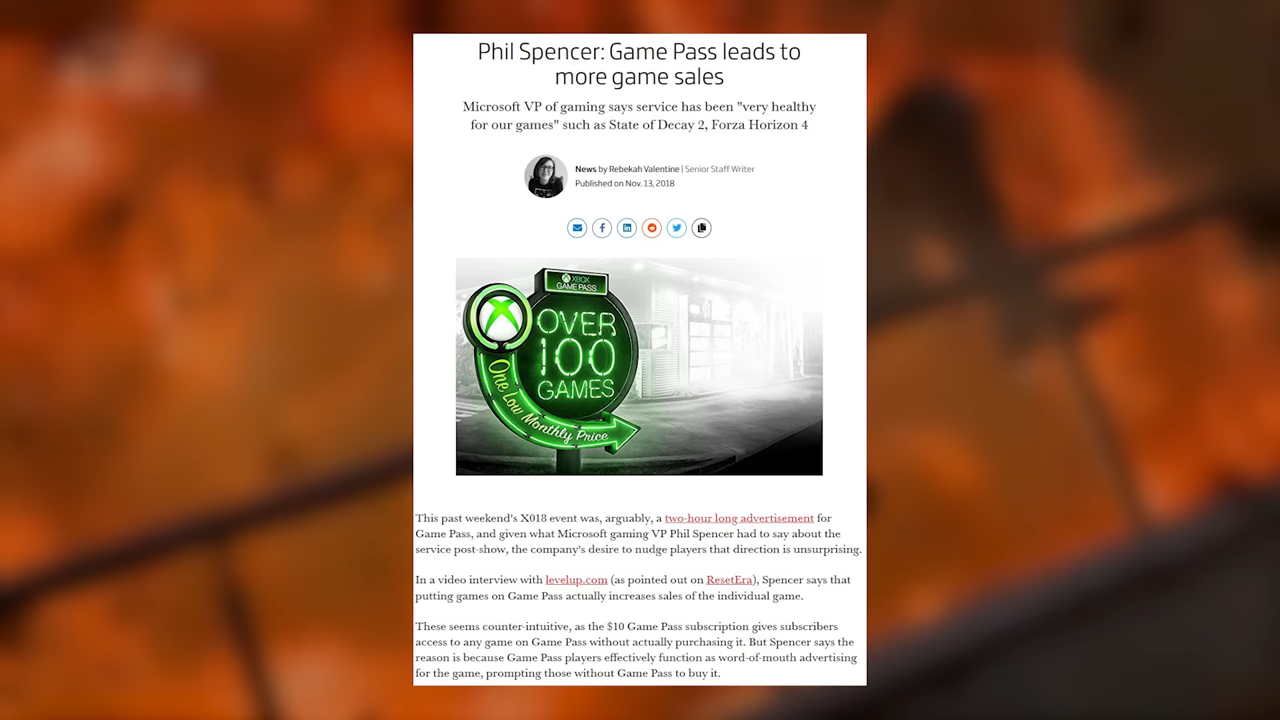 Phil Spencer: Game Pass leads to
more game sales
Microsoft VP of gaming says service has been "very healthy
for our games" such as State of Decay 2, Forza Horizon 4
News by Rebekah Valentine | Senior Staff Writer
Published on Nov. 13, 2018
XBOX
GAME PASS
OVER
100
GAMES
One Low Monthly Price
This past weekend's X018 event was, arguably, a two-hour long advertisement for
Game Pass, and given what Microsoft gaming VP Phil Spencer had to say about the
service post-show, the company's desire to nudge players that direction is unsurprising.
In a video interview with levelup.com (as pointed out on ResetEra), Spencer says that
putting games on Game Pass actually increases sales of the individual game.
These seems counter-intuitive, as the $10 Game Pass subscription gives subscribers
access to any game on Game Pass without actually purchasing it. But Spencer says the
reason is because Game Pass players effectively function as word-of-mouth advertising
for the game, prompting those without Game Pass to buy it.